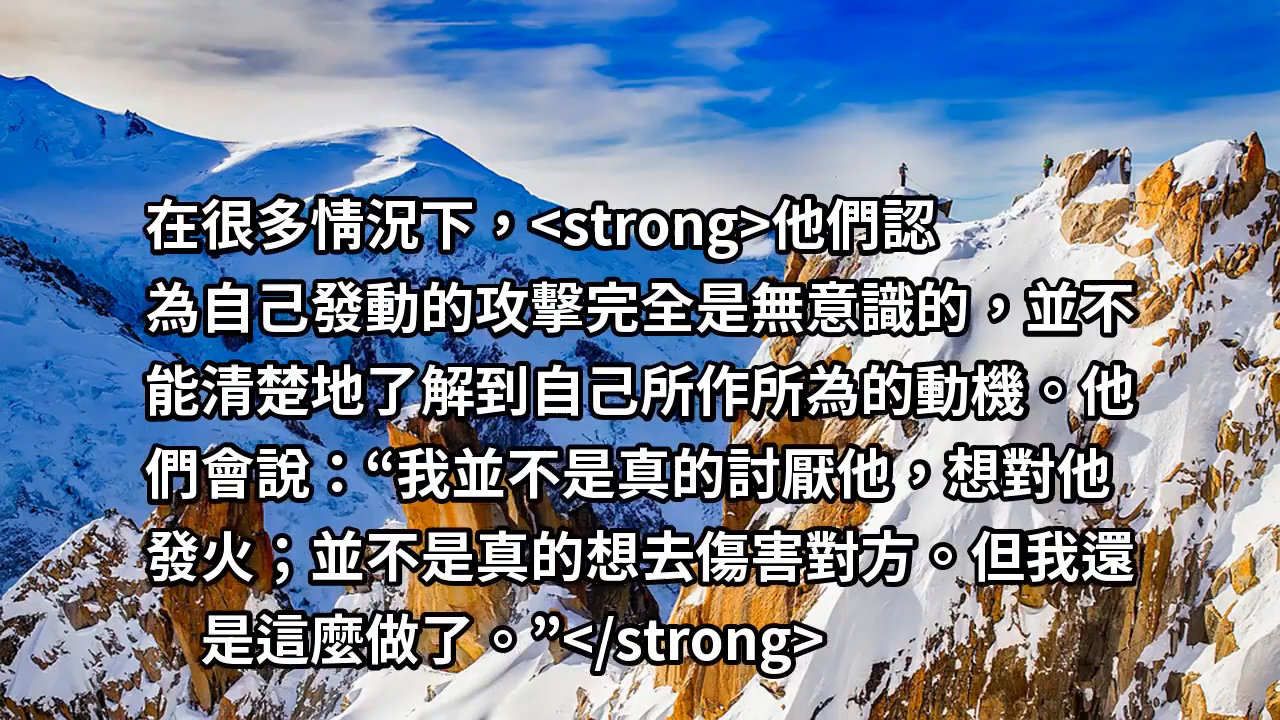 在很多情況下，<strong>他們認
為自己發動的攻擊完全是無意識的，並不
能清楚地了解到自己所作所為的動機。他
們會說：“我並不是真的討厭他，想對他
發火；並不是真的想去傷害對方。但我還
是這麼做了。”</strong>